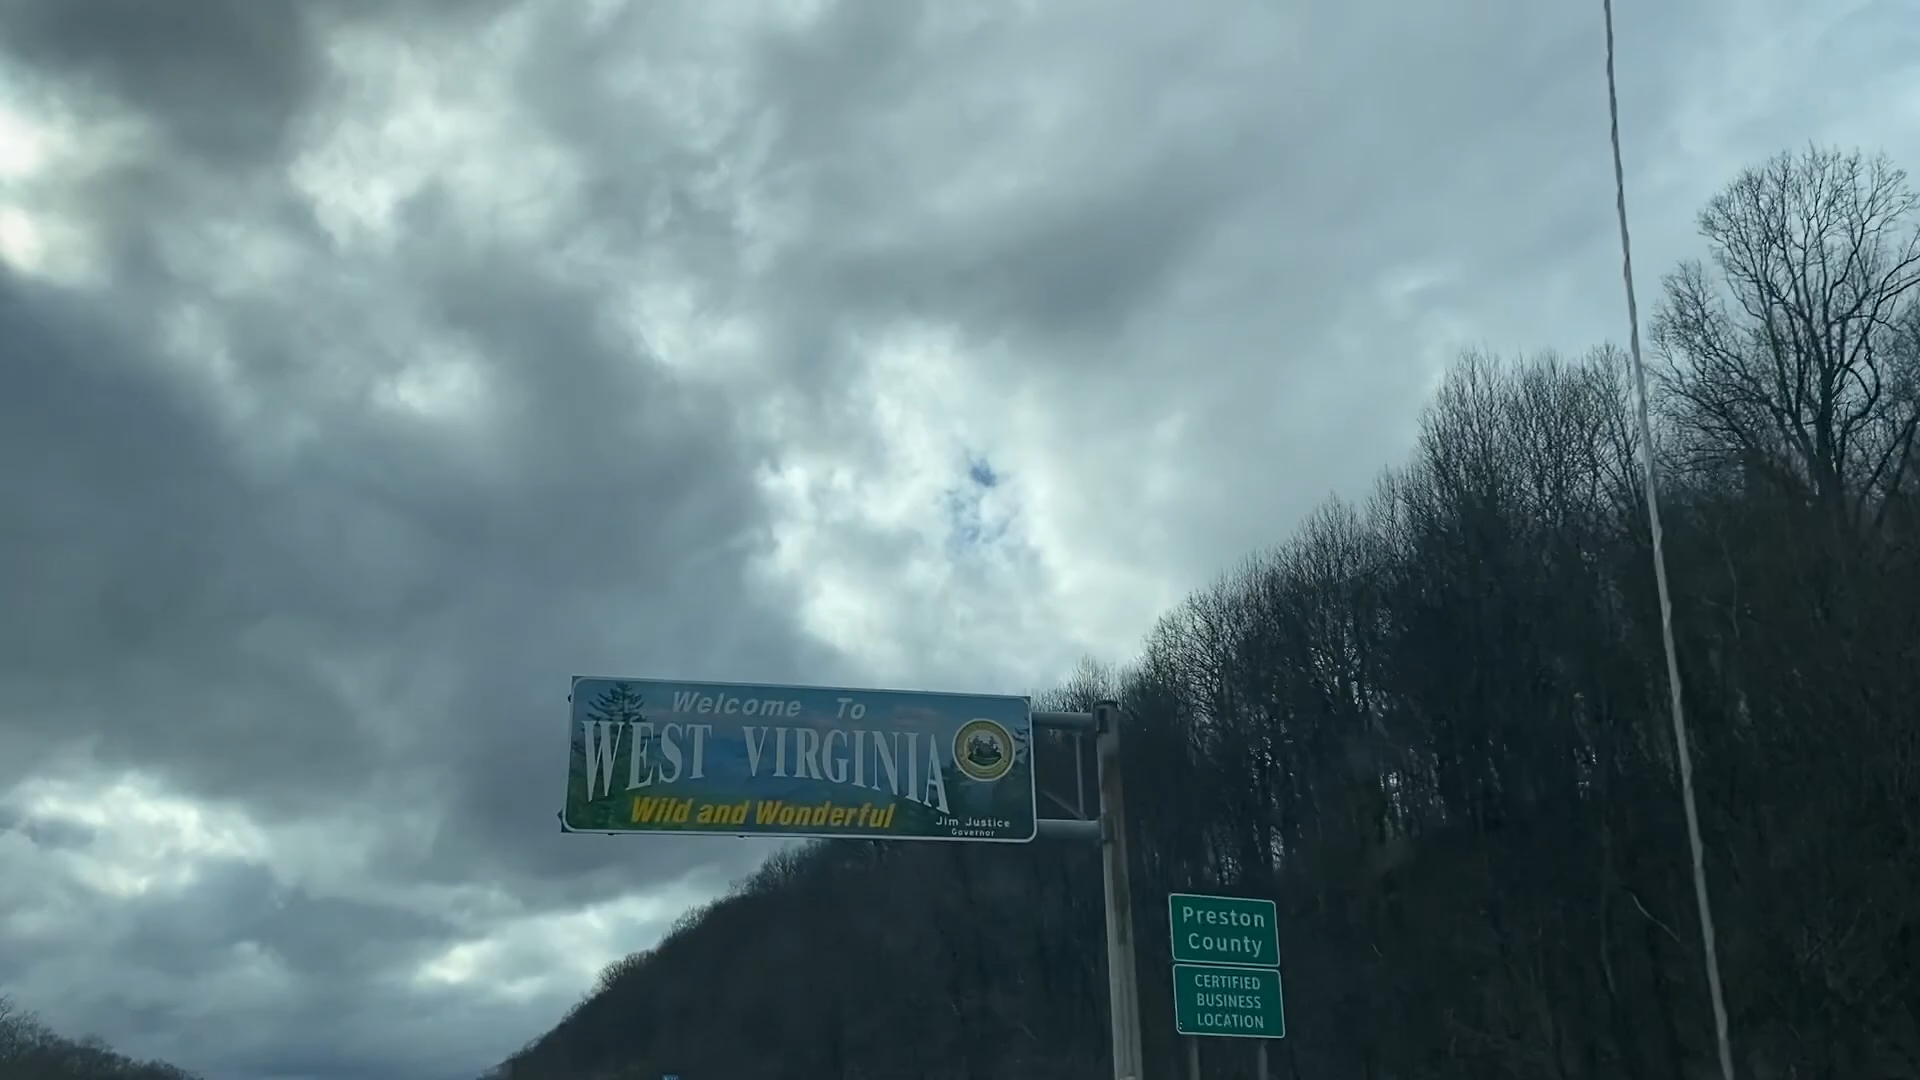 Welcome To
WEST VIRGINIA
Wild and Wonderful
Jim Justice
Governor
Preston
County
CERTIFIED
BUSINESS
LOCATION